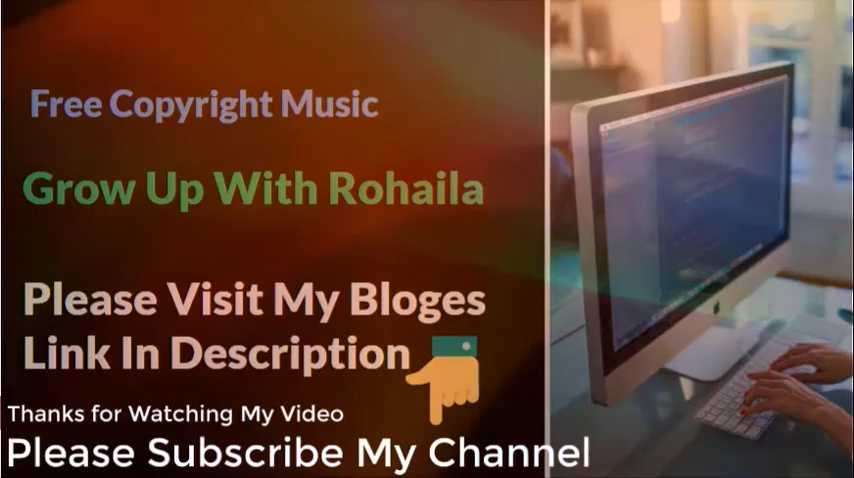 Free Copyright Music
Grow Up With Rohaila
Please Visit My Bloges
Link In Description
Thanks for Watching My Video
Please Subscribe My Channel